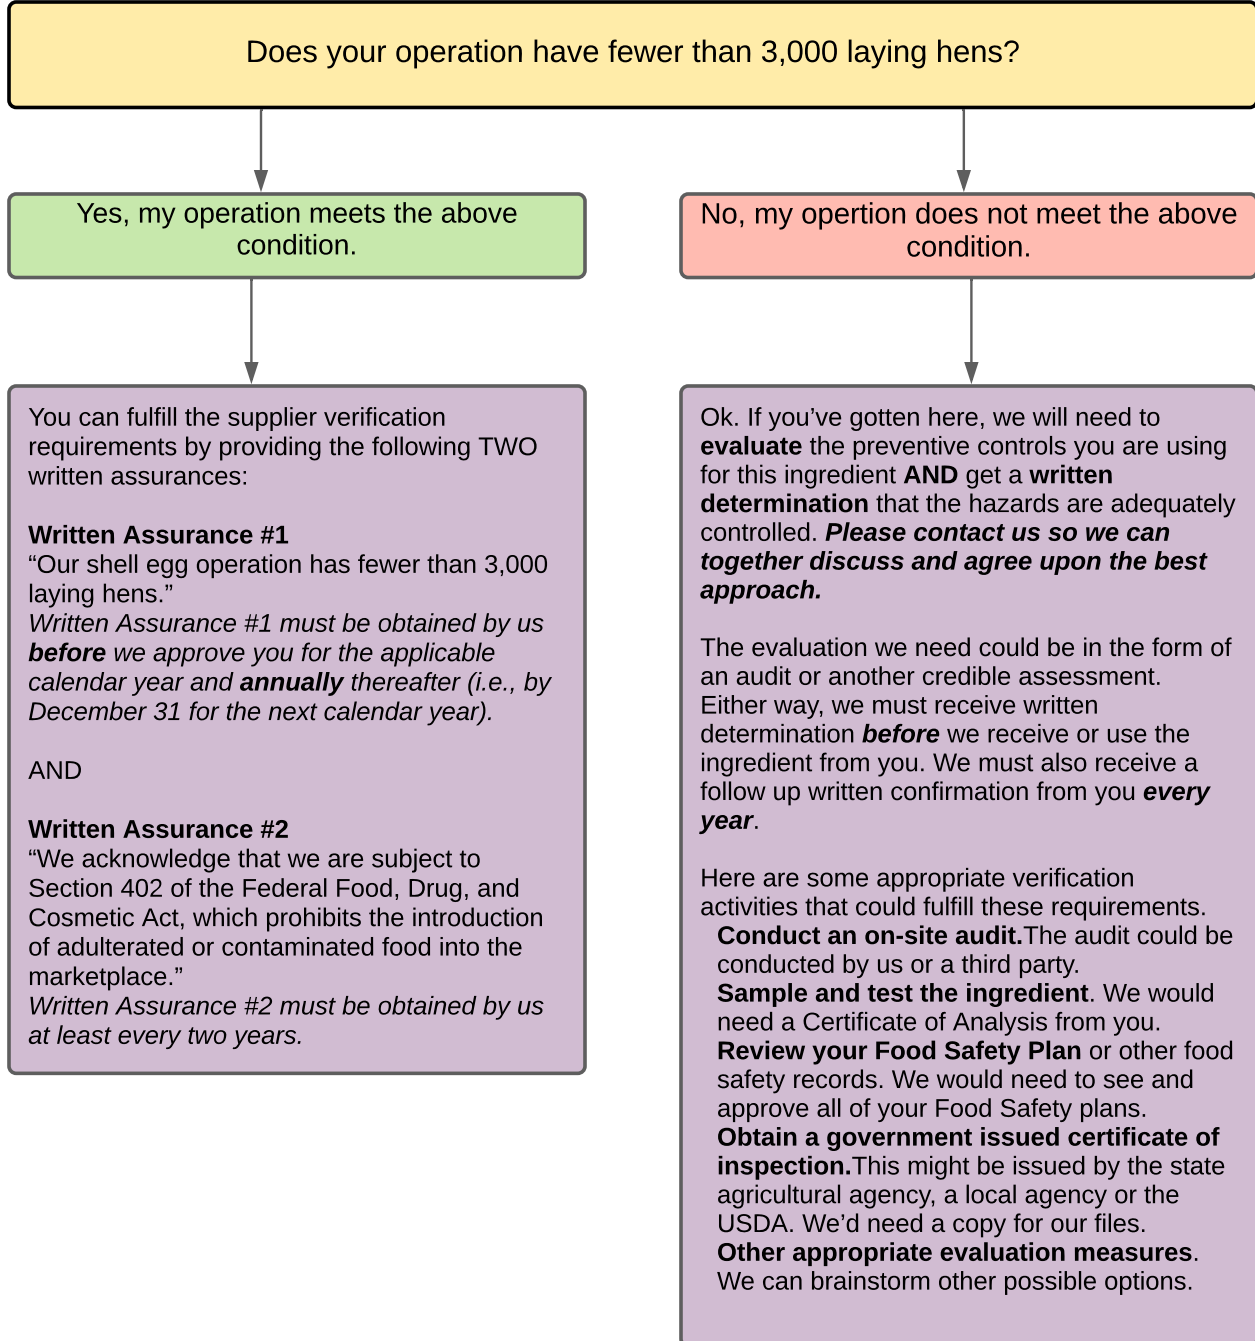 Does your operation have fewer than 3,000 laying hens?
Yes, my operation meets the above
condition.
No, my opertion does not meet the above
condition.
You can fulfill the supplier verification
requirements by providing the following TWO
written assurances:
Written Assurance #1
“Our shell egg operation has fewer than 3,000
laying hens.”
Written Assurance #1 must be obtained by us
before we approve you for the applicable
calendar year and annually thereafter (i.e., by
December 31 for the next calendar year).
AND
Written Assurance #2
“We acknowledge that we are subject to
Section 402 of the Federal Food, Drug, and
Cosmetic Act, which prohibits the introduction
of adulterated or contaminated food into the
marketplace.”
Written Assurance #2 must be obtained by us
at least every two years.
Ok. If you’ve gotten here, we will need to
evaluate the preventive controls you are using
for this ingredient AND get a written
determination that the hazards are adequately
controlled. Please contact us so we can
together discuss and agree upon the best
approach.
The evaluation we need could be in the form of
an audit or another credible assessment.
Either way, we must receive written
determination before we receive or use the
ingredient from you. We must also receive a
follow up written confirmation from you every
year.
Here are some appropriate verification
activities that could fulfill these requirements.
Conduct an on-site audit.The audit could be
conducted by us or a third party.
Sample and test the ingredient. We would
need a Certificate of Analysis from you.
Review your Food Safety Plan or other food
safety records. We would need to see and
approve all of your Food Safety plans.
Obtain a government issued certificate of
inspection.This might be issued by the state
agricultural agency, a local agency or the
USDA. We’d need a copy for our files.
Other appropriate evaluation measures.
We can brainstorm other possible options.